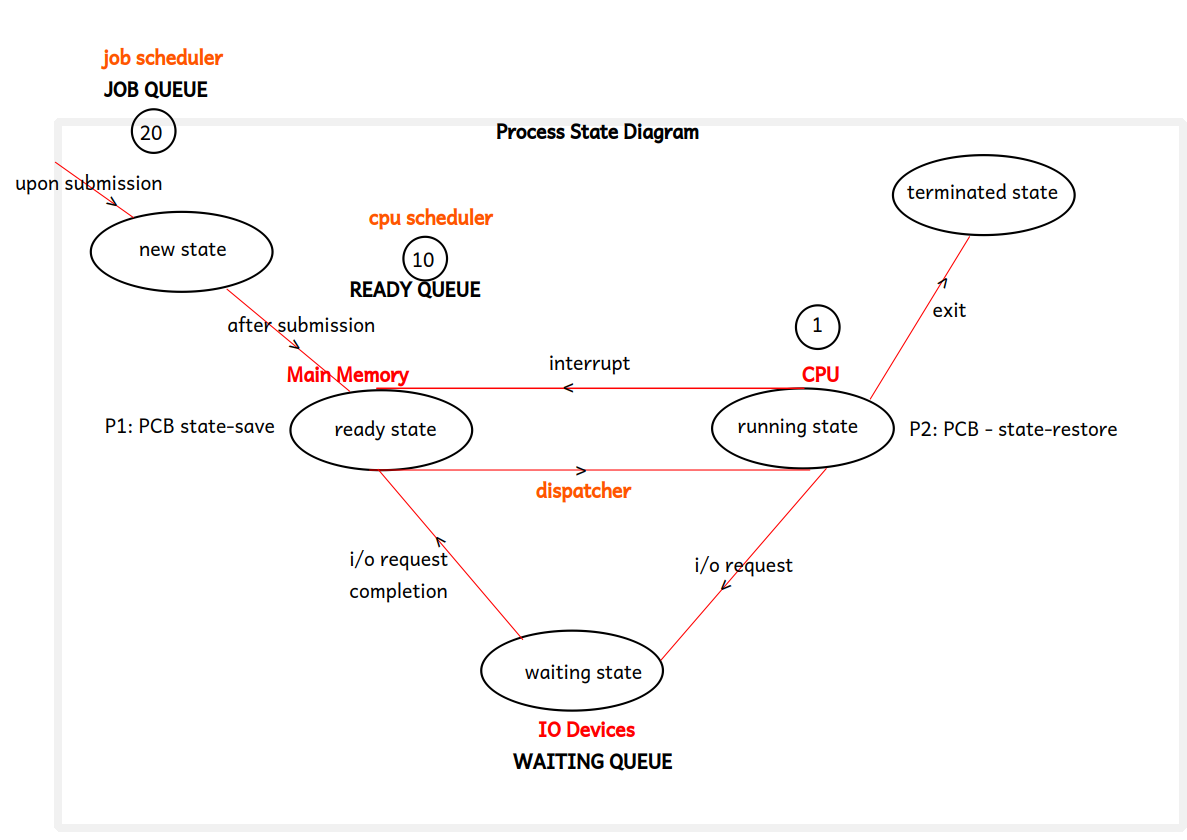 job scheduler
JOB QUEUE
20
Process State Diagram
upon submission
terminated state
cpu scheduler
new state
10
READY QUEUE
exit
after submission
1
interrupt
Main Memory
CPU
P1: PCB state-save
ready state
running state
P2: PCB - state-restore
dispatcher
i/o request
completion
i/o request
waiting state
IO Devices
WAITING QUEUE